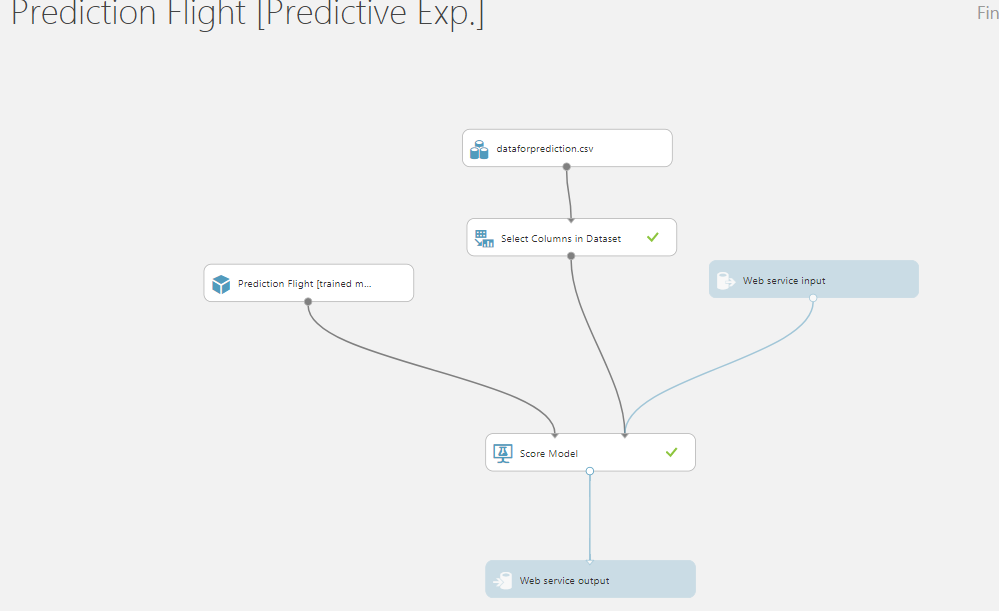 Prediction Flight [Predictive Exp.]
Fin
dataforprediction.csv
Select Columns in Dataset
Prediction Flight [trained m...
Web service input
Score Model
Web service output